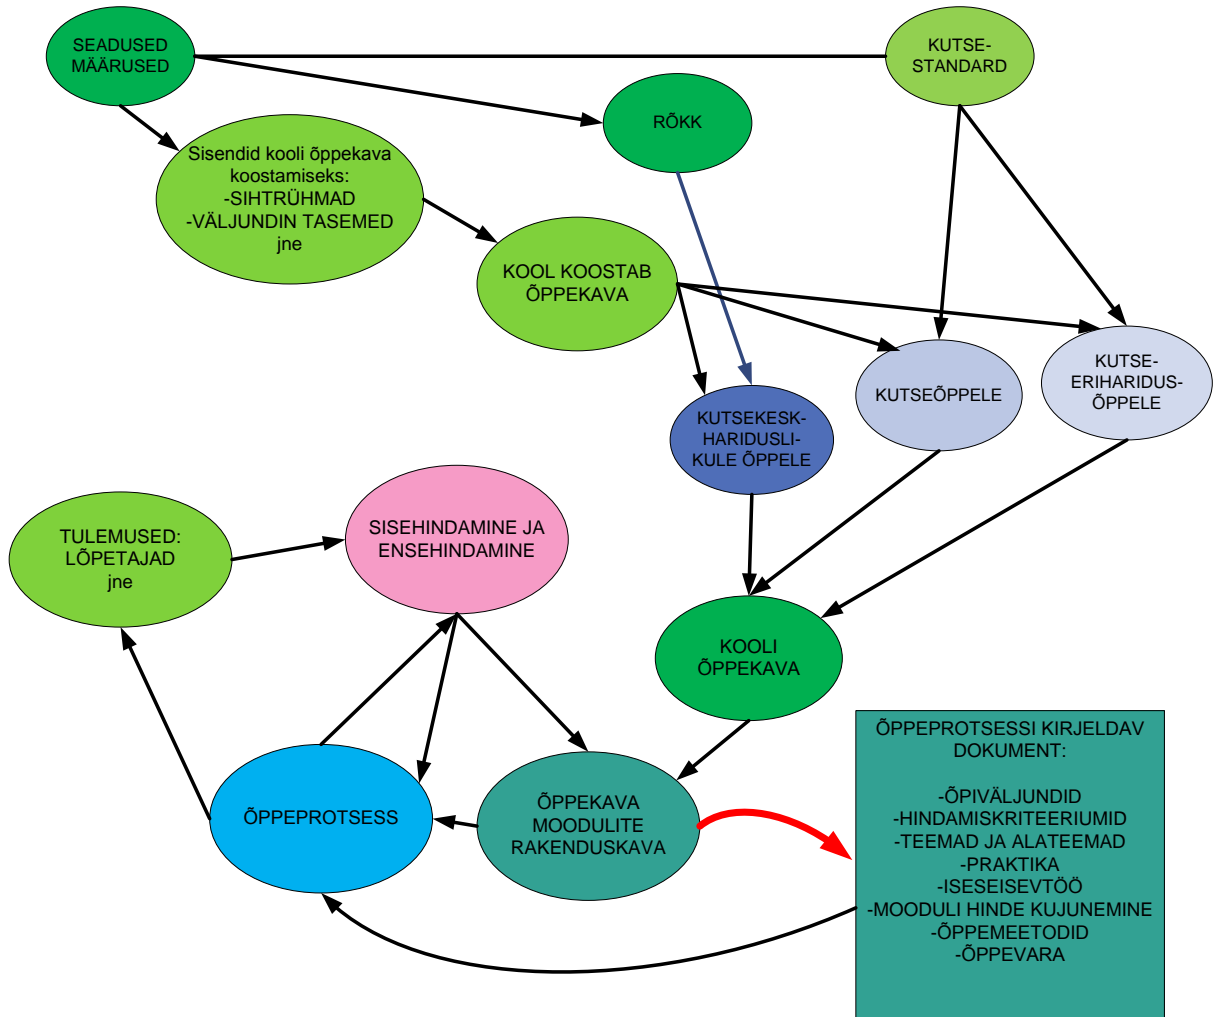 SEADUSED
MÄÄRUSED
KUTSE-
STANDARD
RÕKK
Sisendid kooli õppekava
koostamiseks:
-SIHTRÜHMAD
-VÄLJUNDIN TASEMED
jne
KOOL KOOSTAB
ÕPPEKAVA
KUTSEKESK-
HARIDUSLI-
KULE ÕPPELE
KUTSEÕPPELE
KUTSE-
ERIHARIDUS-
ÕPPELE
TULEMUSED:
LÕPETAJAD
jne
SISEHINDAMINE JA
ENSEHINDAMINE
KOOLI
ÕPPEKAVA
ÕPPEPROTSESS
ÕPPEKAVA
MOODULITE
RAKENDUSKAVA
ÕPPEPROTSESSI KIRJELDAV
DOKUMENT:
-ÕPIVÄLJUNDID
-HINDAMISKRITEERIUMID
-TEEMAD JA ALATEEMAD
-PRAKTIKA
-ISESEISEVTÖÖ
-MOODULI HINDE KUJUNEMINE
-ÕPPEMEETODID
-ÕPPEVARA